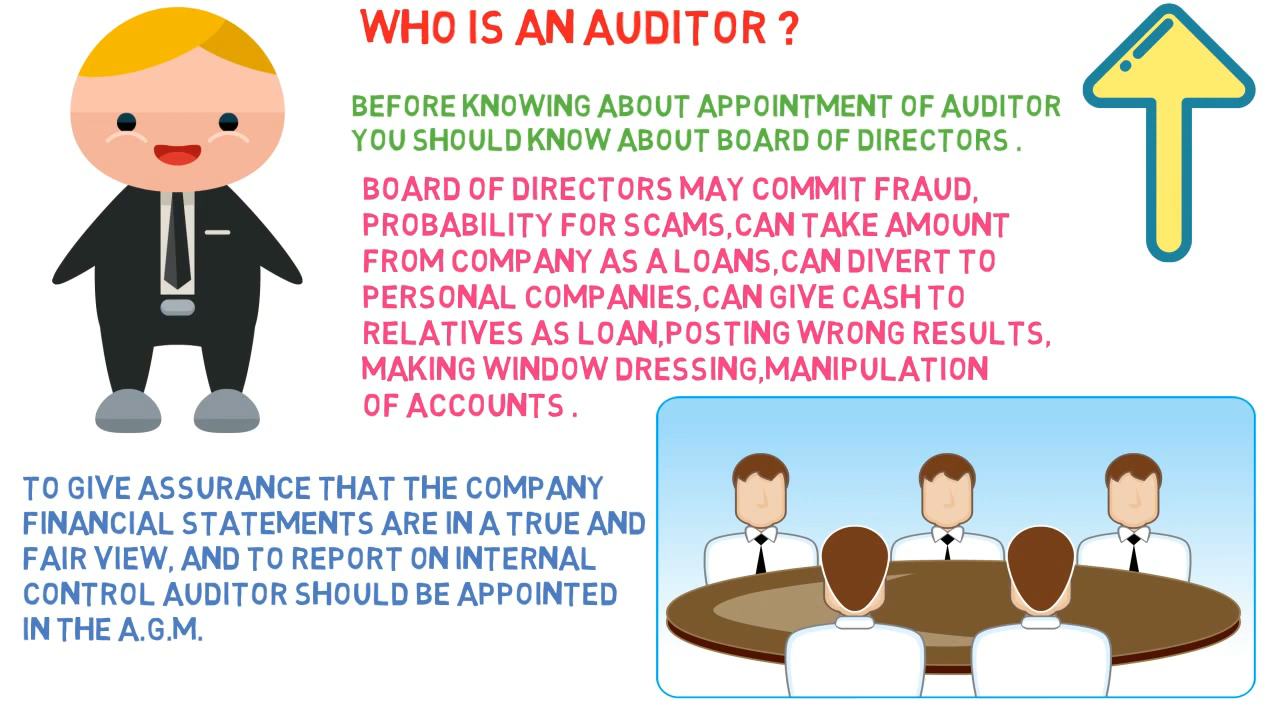 WHO IS AN AUDITOR ?
BEFORE KNOWING ABOUT APPOINTMENT OF AUDITOR
YOU SHOULD KNOW ABOUT BOARD OF DIRECTORS .
BOARD OF DIRECTORS MAY COMMIT FRAUD,
PROBABILITY FOR SCAMS,CAN TAKE AMOUNT
FROM COMPANY AS A LOANS,CAN DIVERT TO
PERSONAL COMPANIES,CAN GIVE CASH TO
RELATIVES AS LOAN,POSTING WRONG RESULTS,
MAKING WINDOW DRESSING,MANIPULATION
OF ACCOUNTS .
TO GIVE ASSURANCE THAT THE COMPANY
FINANCIAL STATEMENTS ARE IN A TRUE AND
FAIR VIEW, AND TO REPORT ON INTERNAL
CONTROL AUDITOR SHOULD BE APPOINTED
IN THE A.G.M.